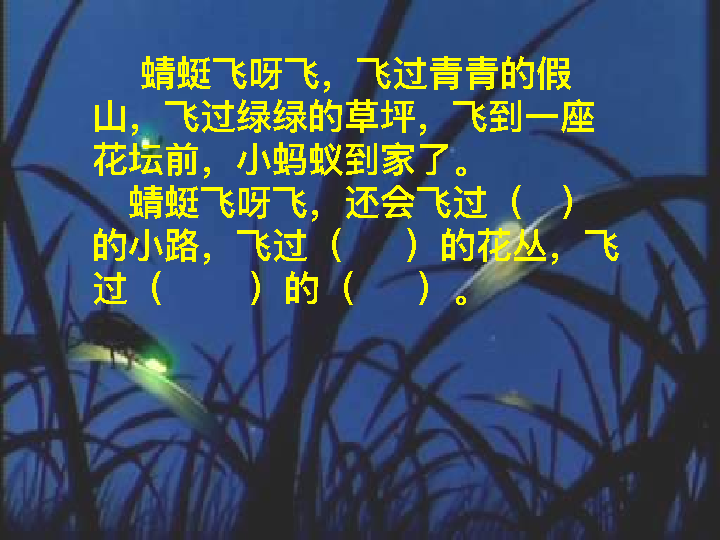 蜻蜓飞呀飞，飞过青青的假
山，飞过绿绿的草坪，飞到一座
花坛前，小蚂蚁到家了。
蜻蜓飞呀飞，还会飞过（　）
的小路，飞过（　　）的花丛，飞
过（　　　）的（　　）。